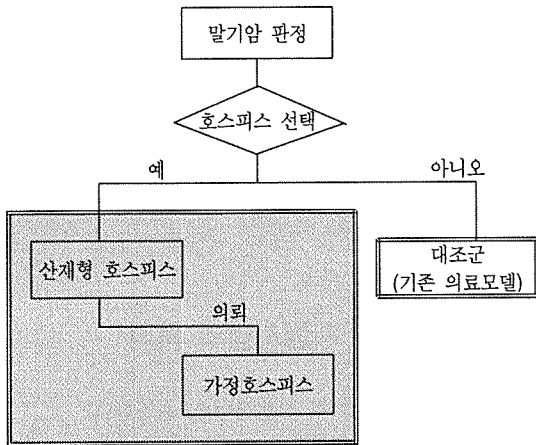 말기암 판정
호스피스 선택
예
아니오
산재형 호스피스
대조군
(기존 의료모델)
의뢰
가정호스피스